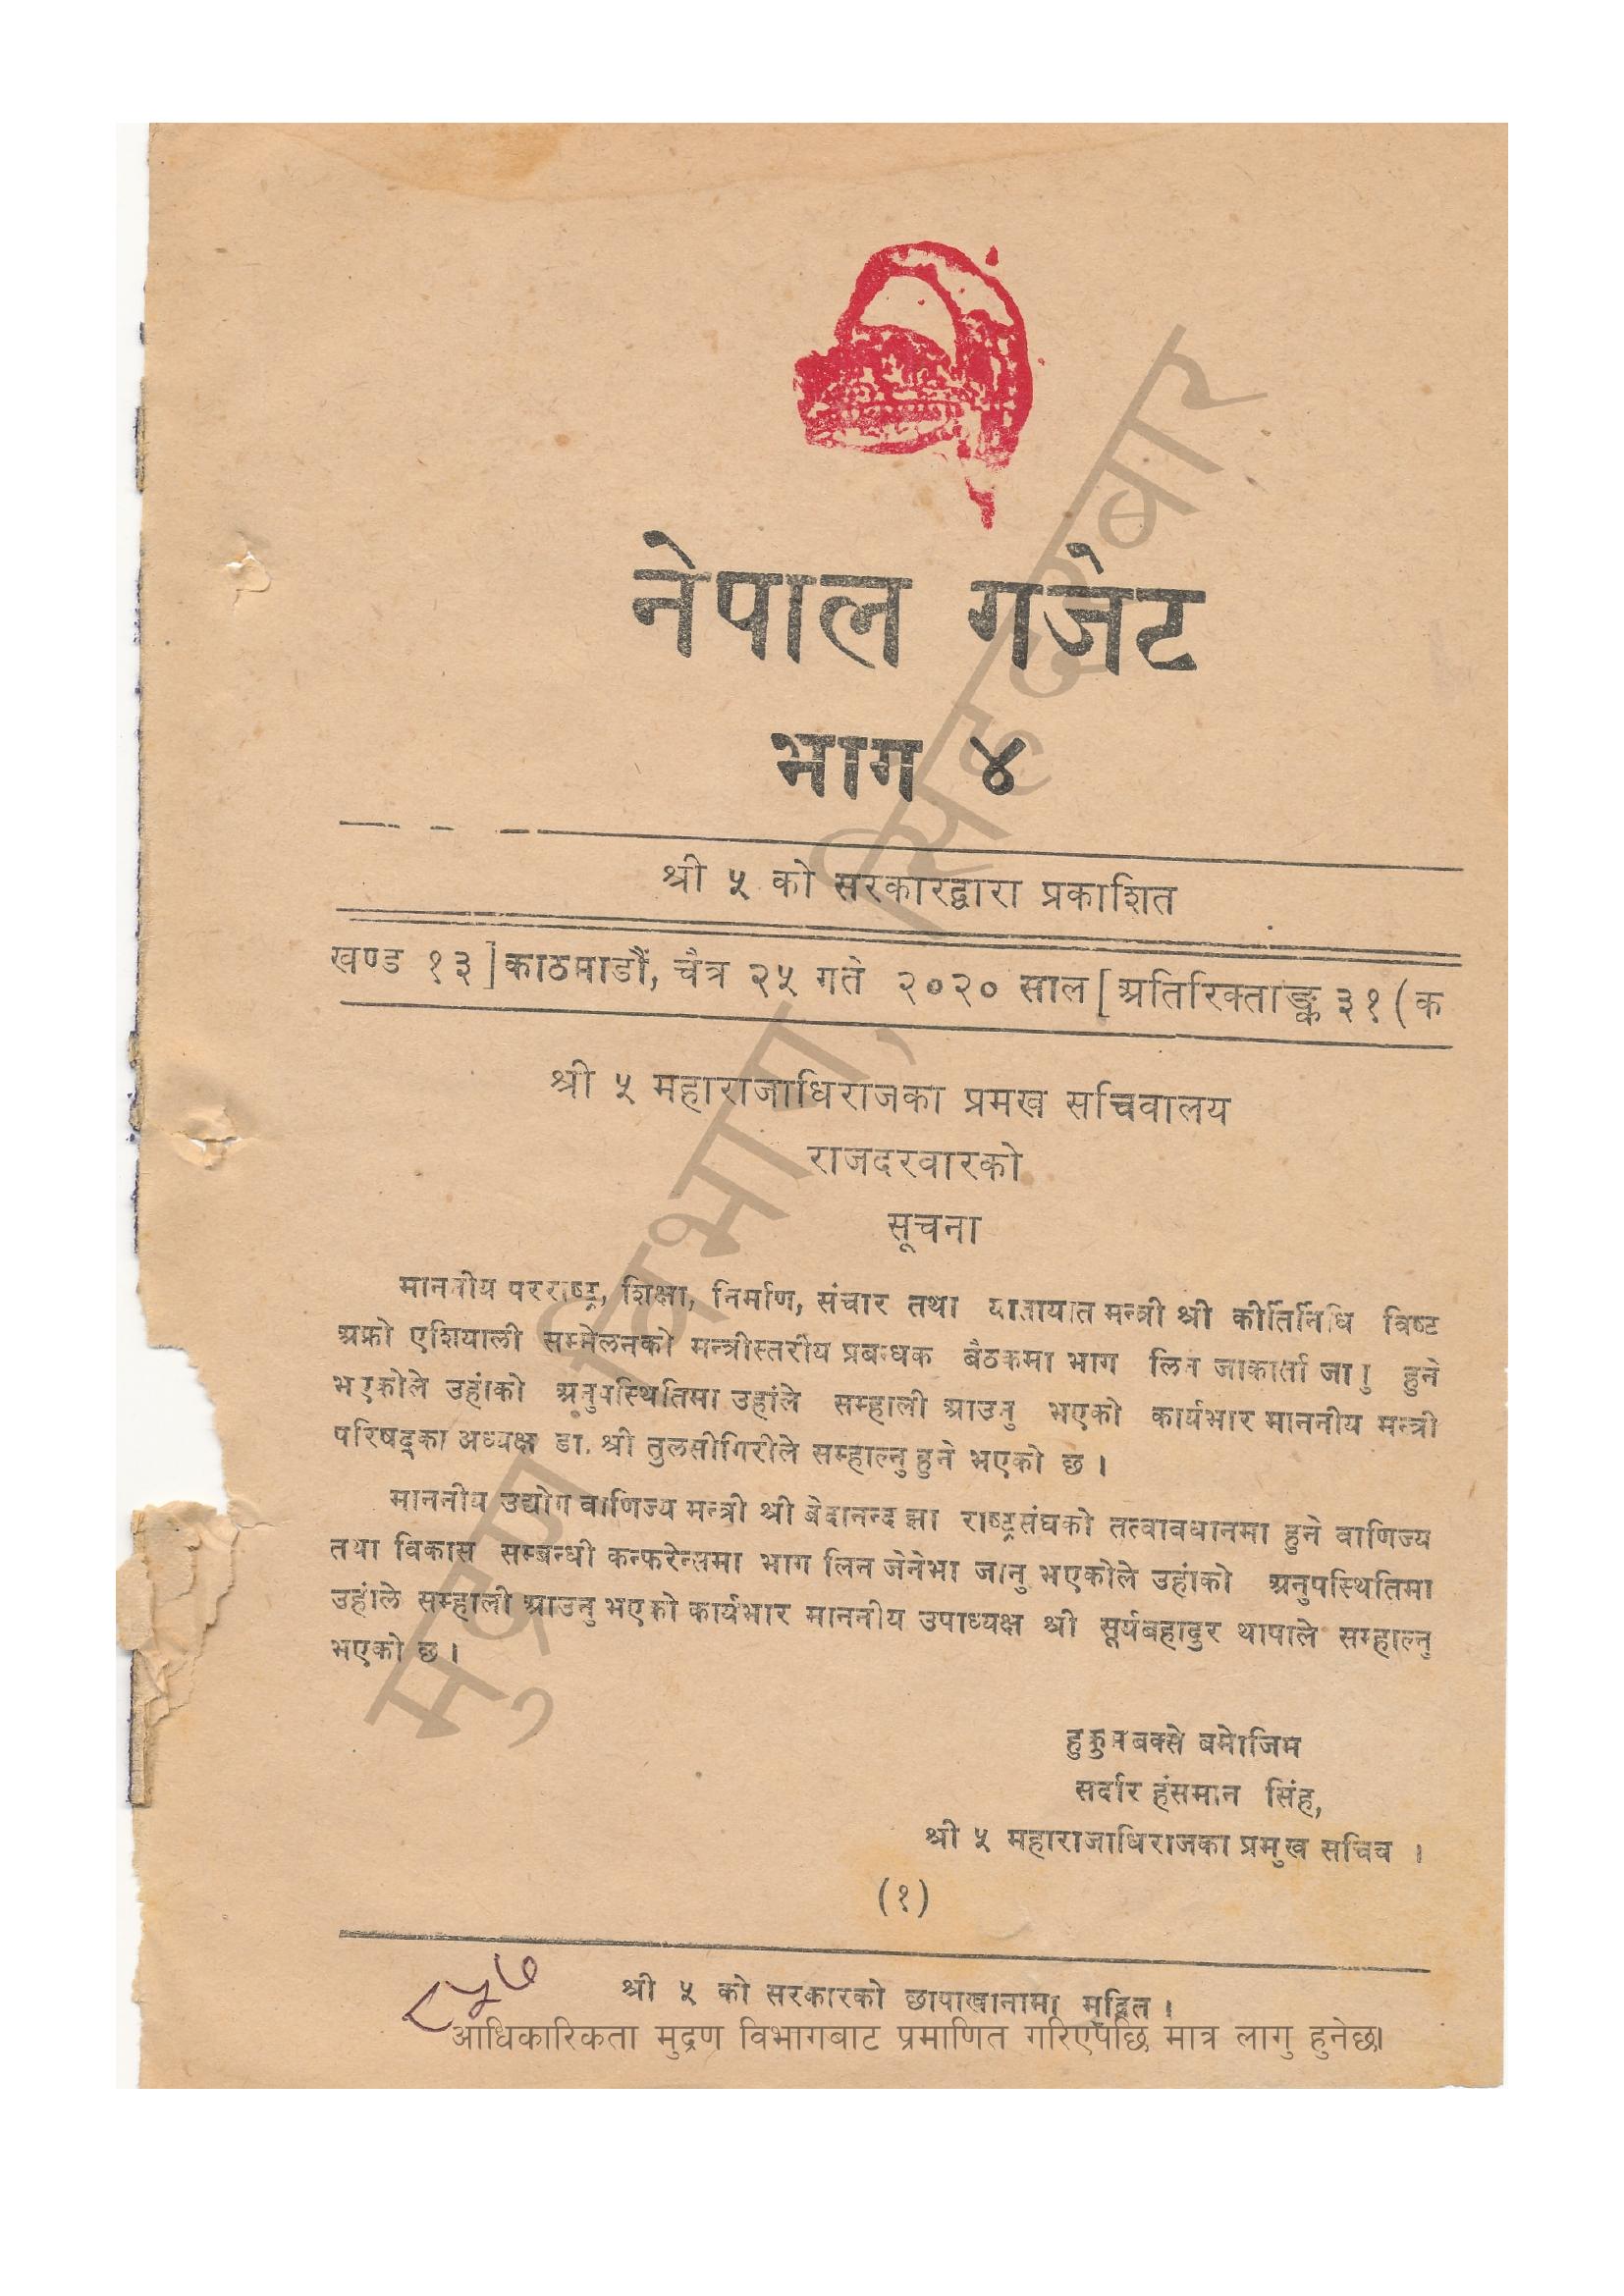 नेपाल गजेट
भाग ४
श्री ५ को सरकारद्वारा प्रकाशित
खण्ड १३] काठमाडौं, चैत्र २५ गते २०२० साल [अतिरिक्ताङ्क ३१ (क
श्री ५ महाराजाधिराजका प्रमख सचिवालय
राजदरवारको
सूचना
माननीय परराष्ट्र, शिक्षा, निर्माण, संचार तथा यातायात मन्त्री श्री कीर्तिनिधि विष्ट
अफ्रो एशियाली सम्मेलनको मन्त्रीस्तरीय प्रबन्धक बैठकमा भाग लिन जाकार्ता हुने
भएकोले उहांको अनुपस्थितिमा उहांले सम्हाली आउनु भएको कार्यभार माननीय मन्त्री
परिषद्का अध्यक्ष डा. श्री तुलसीगिरीले सम्हाल्नु हुने भएको छ ।
माननीय उद्योग वाणिज्य मन्त्री श्री बेदानन्द झा राष्ट्रसंघको तत्वावधानमा हुने वाणिज्य
तथा विकास सम्बन्धी कन्फरेन्समा भाग लिन जेनेभा जानु भएकोले उहांको अनुपस्थितिमा
उहांले सम्हाली आउनु भएको कार्यभार माननीय उपाध्यक्ष श्री सूर्यबहादुर थापाले सम्हाल्नु
भएको छ ।
हुकुमबक्से बमोजिम
सर्दार हंसमान सिंह,
श्री ५ महाराजाधिराजका प्रमुख सचिव ।
(१)
८५७
श्री ५ को सरकारको छापाखानामा मुद्रित ।
आधिकारिकता मुद्रण विभागबाट प्रमाणित गरिएपछि मात्र लागु हुनेछ।
मुद्रण विभाग, सिंहदरबार